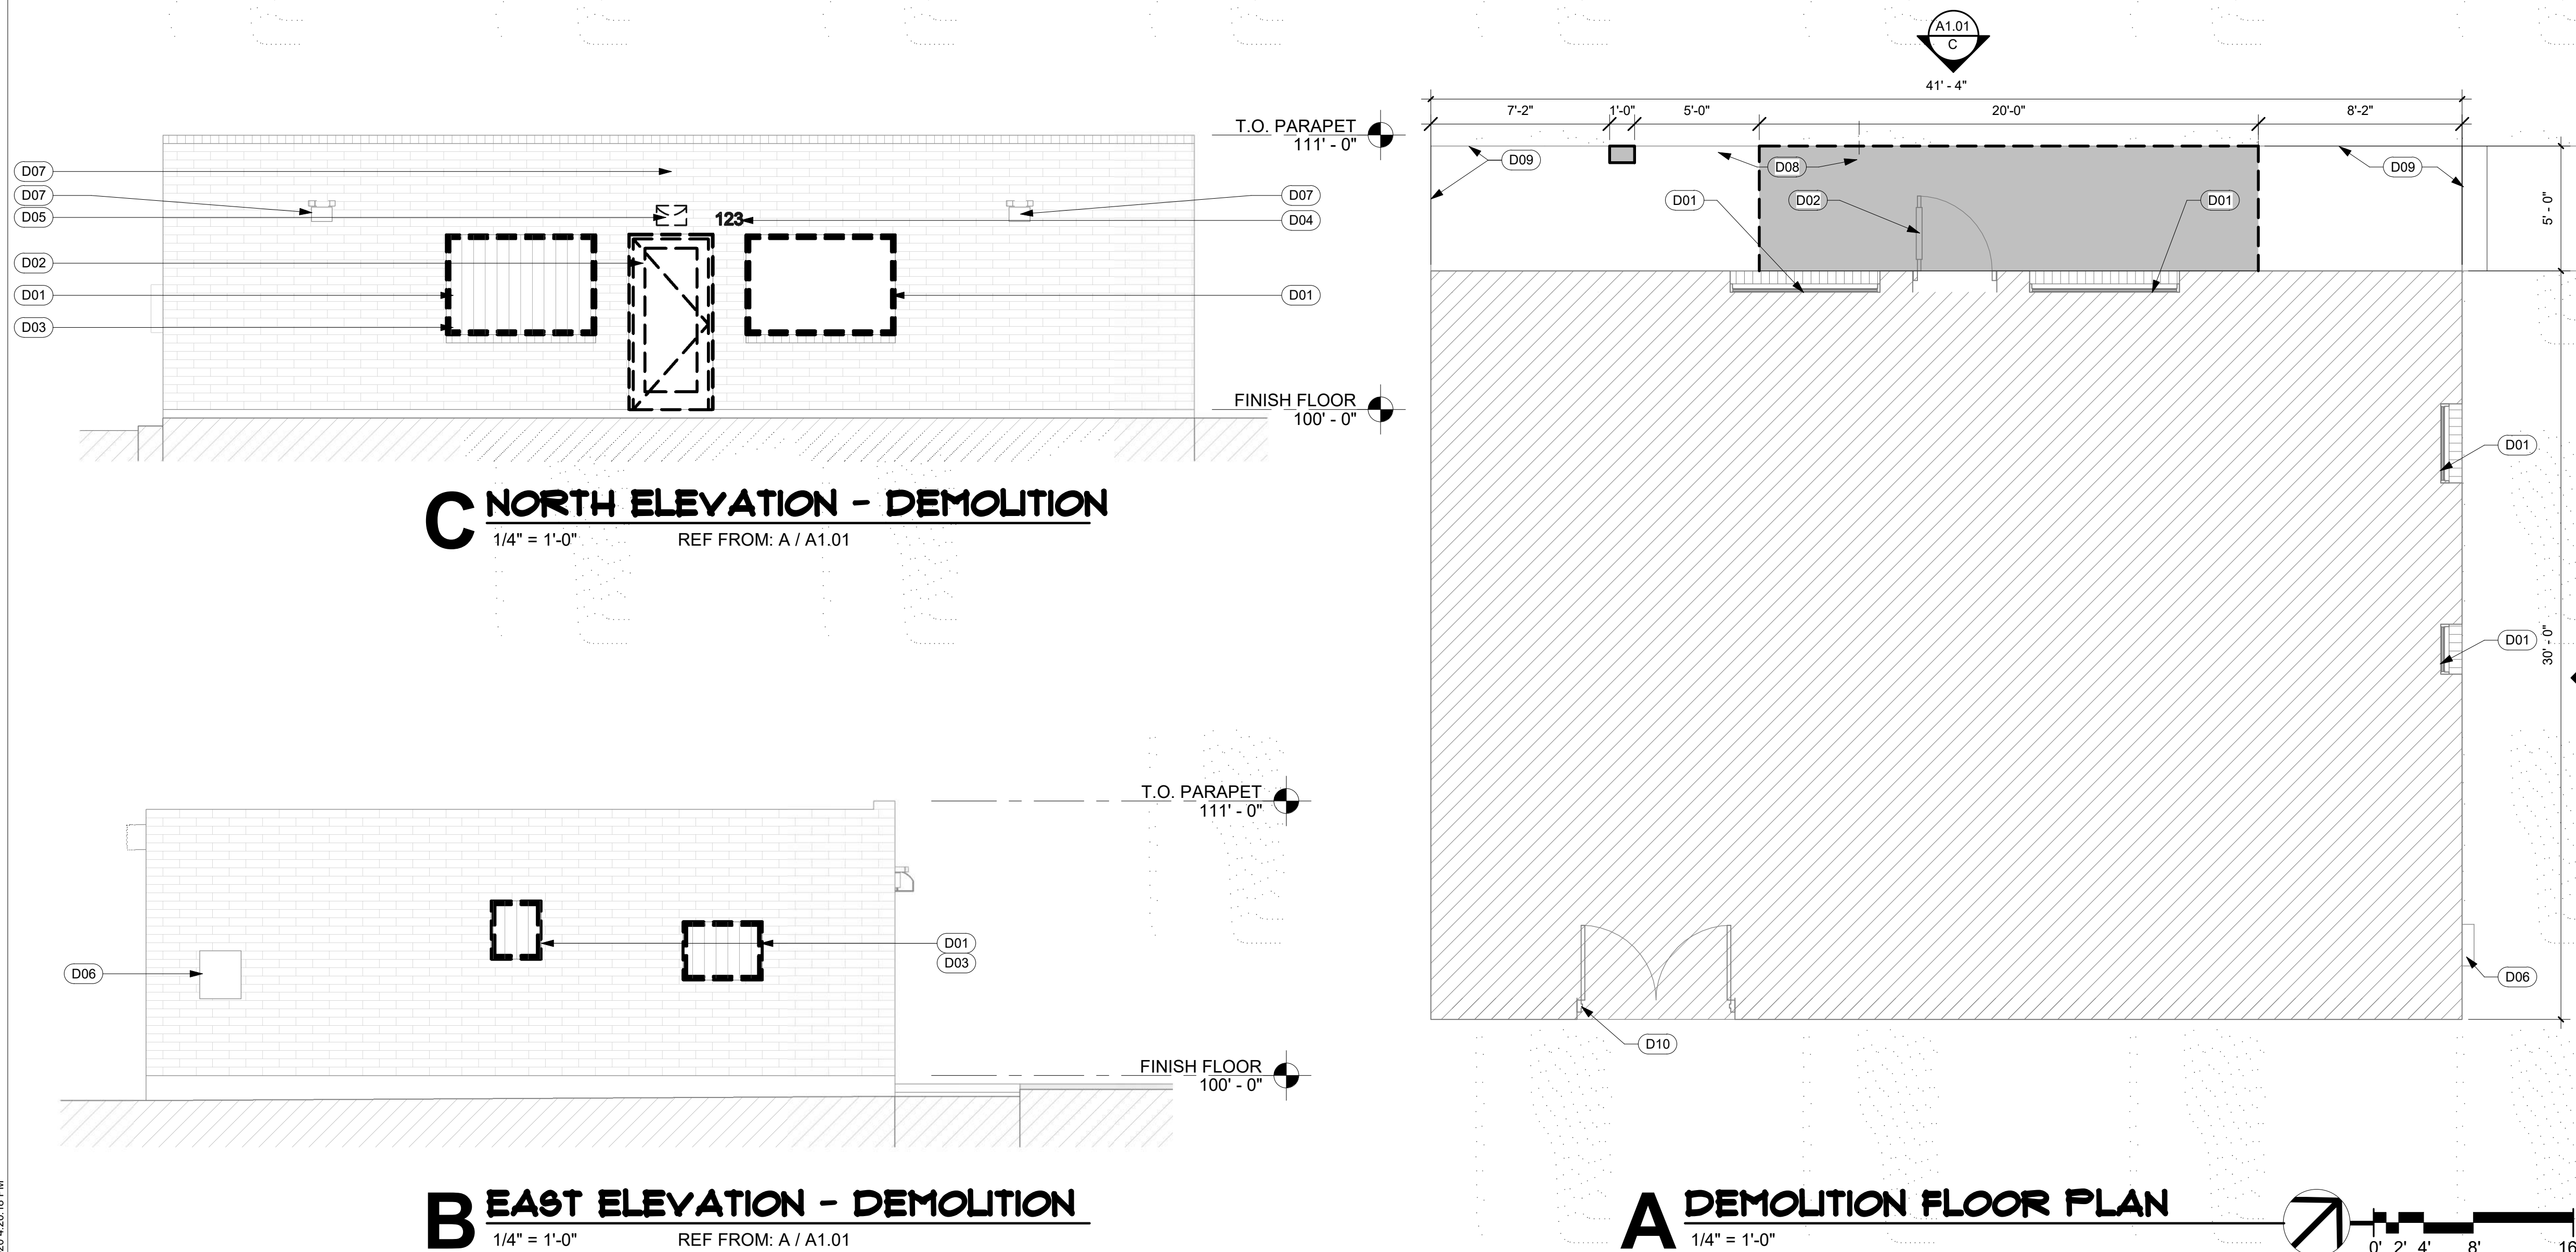 A1.01
C
41' - 4"
7'-2" 1'-0" 5'-0" 20'-0" 8'-2"
T.O. PARAPET
111' - 0"
D07
D07
D05
D02
D01
D03
123
D07
D04
D01
FINISH FLOOR
100' - 0"
C NORTH ELEVATION - DEMOLITION
1/4" = 1'-0" REF FROM: A / A1.01
D09
D08
D09
D01
D02
D01
5' - 0"
D01
D01
30' - 0"
D06
D10
T.O. PARAPET
111' - 0"
D01
D03
D06
FINISH FLOOR
100' - 0"
B EAST ELEVATION - DEMOLITION
1/4" = 1'-0" REF FROM: A / A1.01
A DEMOLITION FLOOR PLAN
1/4" = 1'-0"
0' 2' 4' 8' 16